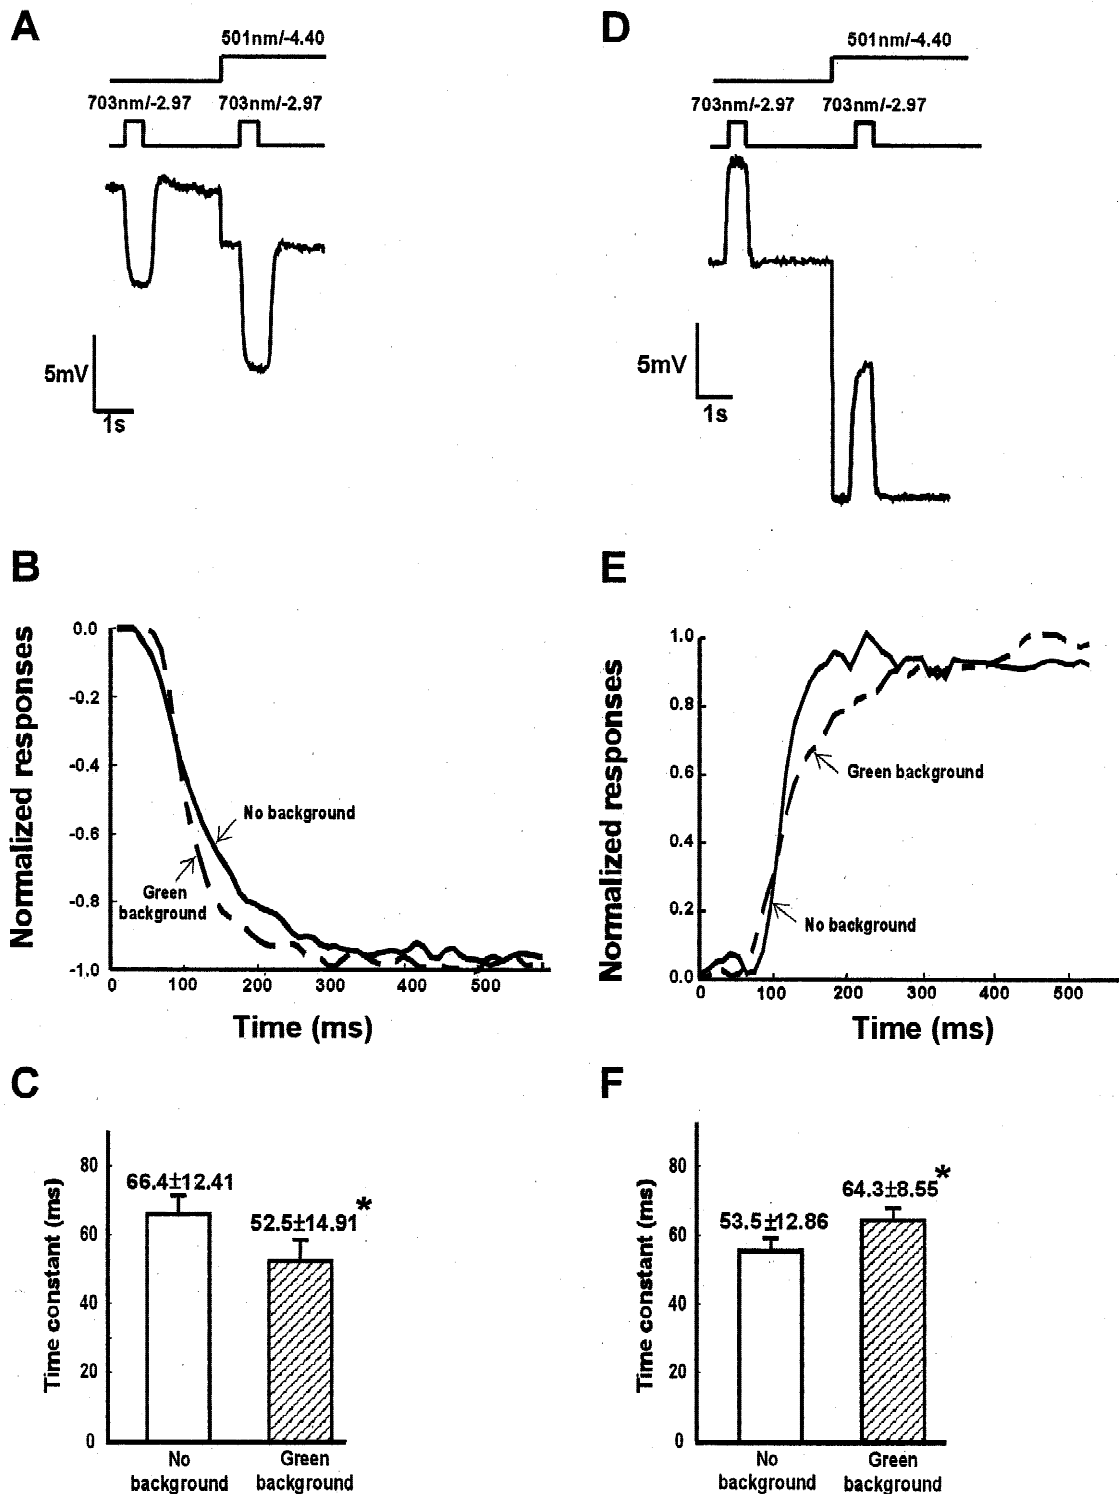 A
501nm/-4.40
703nm/-2.97 703nm/-2.97
5mV
1s
D
501nm/-4.40
703nm/-2.97 703nm/-2.97
5mV
1s
B
Normalized responses
0.0
-0.2
-0.4
-0.6
-0.8
-1.0
No background
Green
background
0 100 200 300 400 500
Time (ms)
E
Normalized responses
1.0
0.8
0.6
0.4
0.2
0.0
Green background
No background
0 100 200 300 400 500
Time (ms)
C
Time constant (ms)
80
60
40
20
0
66.4±12.41
52.5±14.91
*
No
background
Green
background
F
Time constant (ms)
80
60
40
20
0
53.5±12.86
64.3±8.55
*
No
background
Green
background